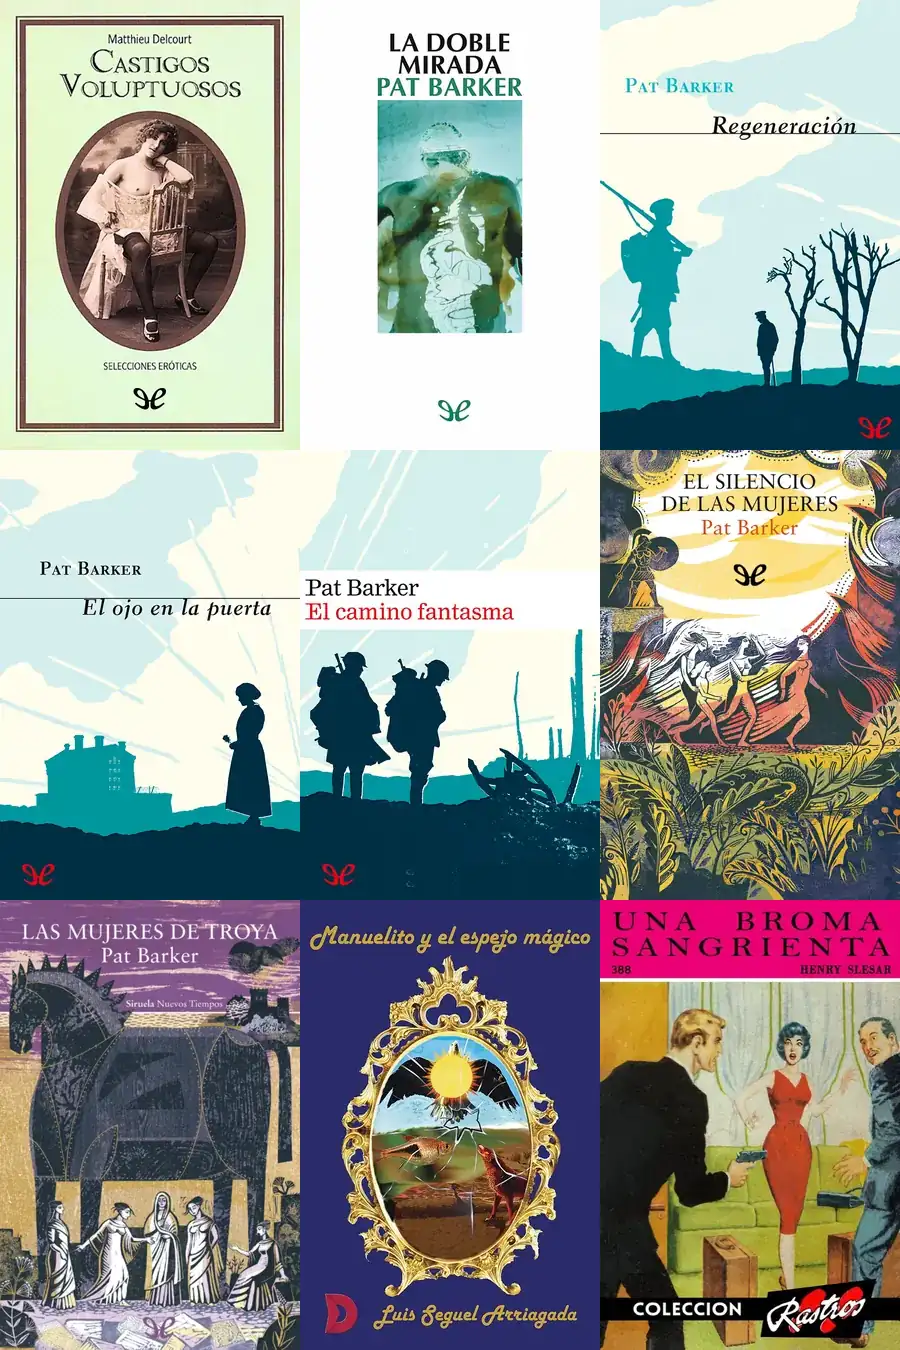 Matthieu Delcourt
CASTIGOS
VOLUPTUOSOS
SELECCIONES ERÓTICAS
LA DOBLE
MIRADA
PAT BARKER
PAT BARKER
Regeneración
PAT BARKER
El ojo en la puerta
Pat Barker
El camino fantasma
EL SILENCIO
DE LAS MUJERES
Pat Barker
LAS MUJERES DE TROYA
Pat Barker
Siruela Nuevos Tiempos
Manuelito y el espejo mágico
D
Luis Seguel Arriagada
UNA BROMA
SANGRIENTA
388 HENRY SLESAR
COLECCION Rastros